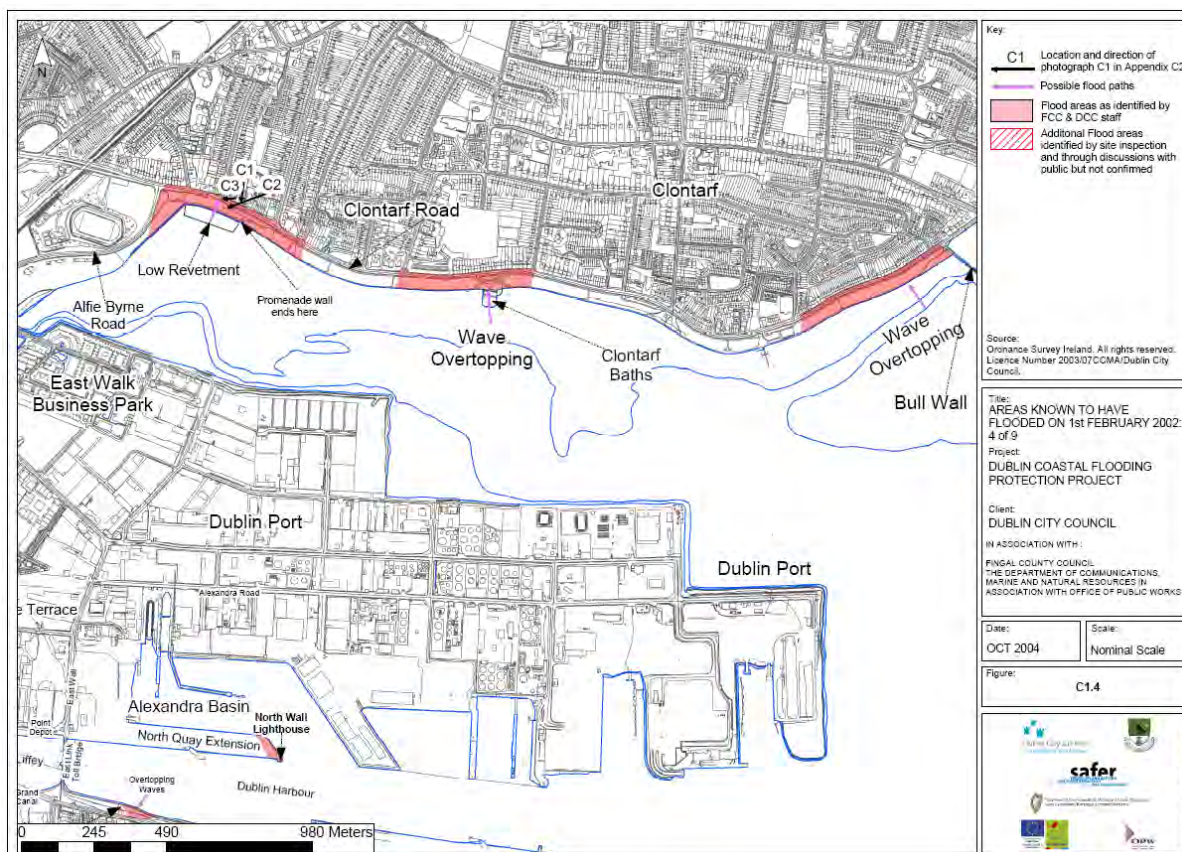 N
C1
C3
C2
Clontarf Road
Clontarf
Low Revetment
Promenade wall
ends here
Alfie Byrne
Road
Wave
Overtopping
Clontarf
Baths
Wave
Overtopping
Bull Wall
East Walk
Business Park
Dublin Port
Dublin Port
Alexandra Road
e Terrace
East Wall
Alexandra Basin
North Wall
Lighthouse
Point
Depot
North Quay Extension
East Link
Toll Bridge
Liffey
Overtopping
Waves
Grand
Canal
Dublin Harbour
0 245 490 980 Meters
Key:
C1 Location and direction of
photograph C1 in Appendix C2
Possible flood paths
Flood areas as identified by
FCC & DCC staff
Additonal Flood areas
identified by site inspection
and through discussions with
public but not confirmed
Source:
Ordnance Survey Ireland. All rights reserved.
Licence Number 2003/07CCMA/Dublin City
Council.
Title:
AREAS KNOWN TO HAVE
FLOODED ON 1st FEBRUARY 2002:
4 of 9
Project:
DUBLIN COASTAL FLOODING
PROTECTION PROJECT
Client:
DUBLIN CITY COUNCIL
IN ASSOCIATION WITH :
FINGAL COUNTY COUNCIL
THE DEPARTMENT OF COMMUNICATIONS,
MARINE AND NATURAL RESOURCES IN
ASSOCIATION WITH OFFICE OF PUBLIC WORKS
Date:
OCT 2004
Scale:
Nominal Scale
Figure:
C1.4
safer
OPW